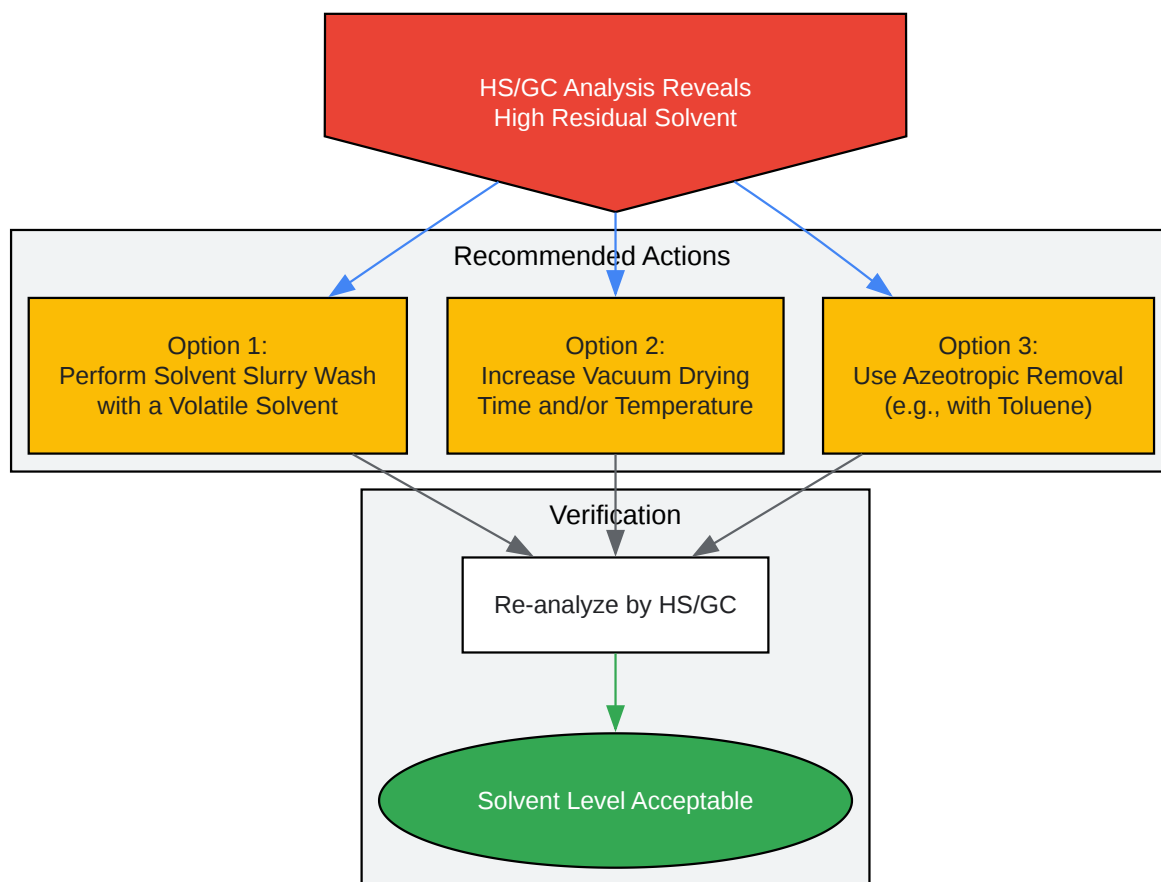 HS/GC Analysis Reveals
High Residual Solvent
Recommended Actions
Option 1:
Perform Solvent Slurry Wash
with a Volatile Solvent
Option 2:
Increase Vacuum Drying
Time and/or Temperature
Option 3:
Use Azeotropic Removal
(e.g., with Toluene)
Verification
Re-analyze by HS/GC
Solvent Level Acceptable